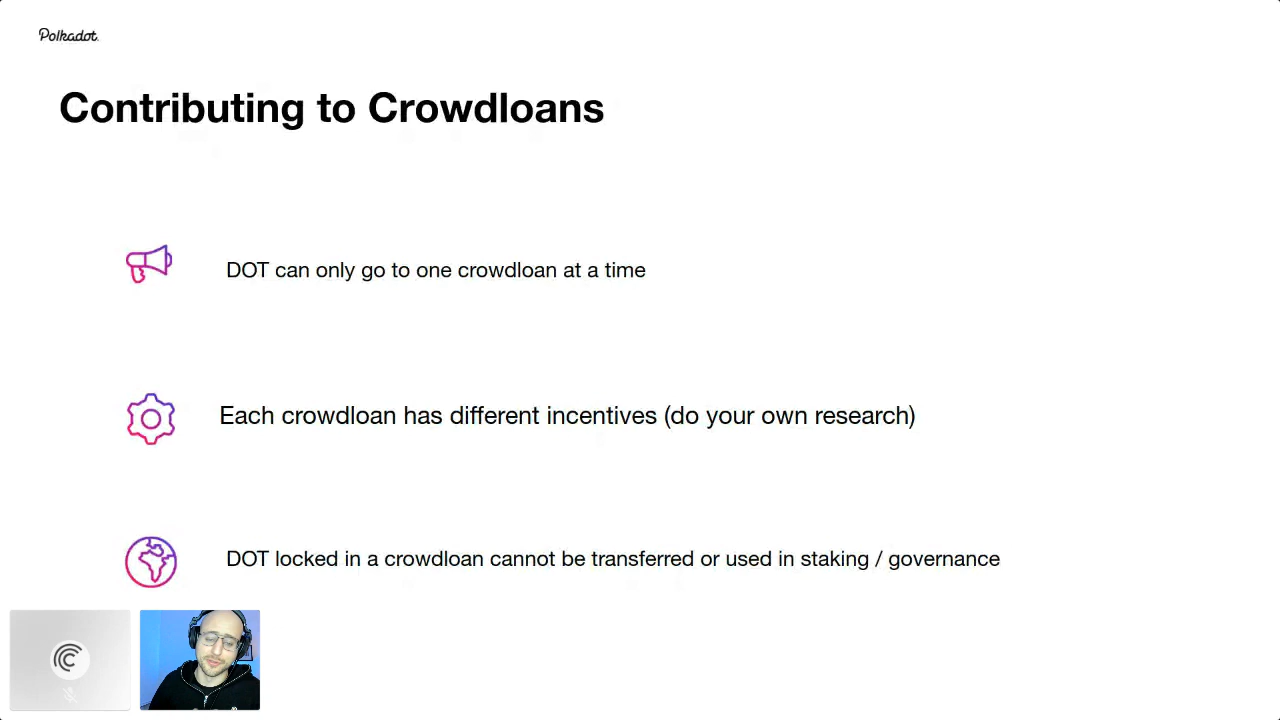 Polkadot.
Contributing to Crowdloans
DOT can only go to one crowdloan at a time
Each crowdloan has different incentives (do your own research)
DOT locked in a crowdloan cannot be transferred or used in staking / governance